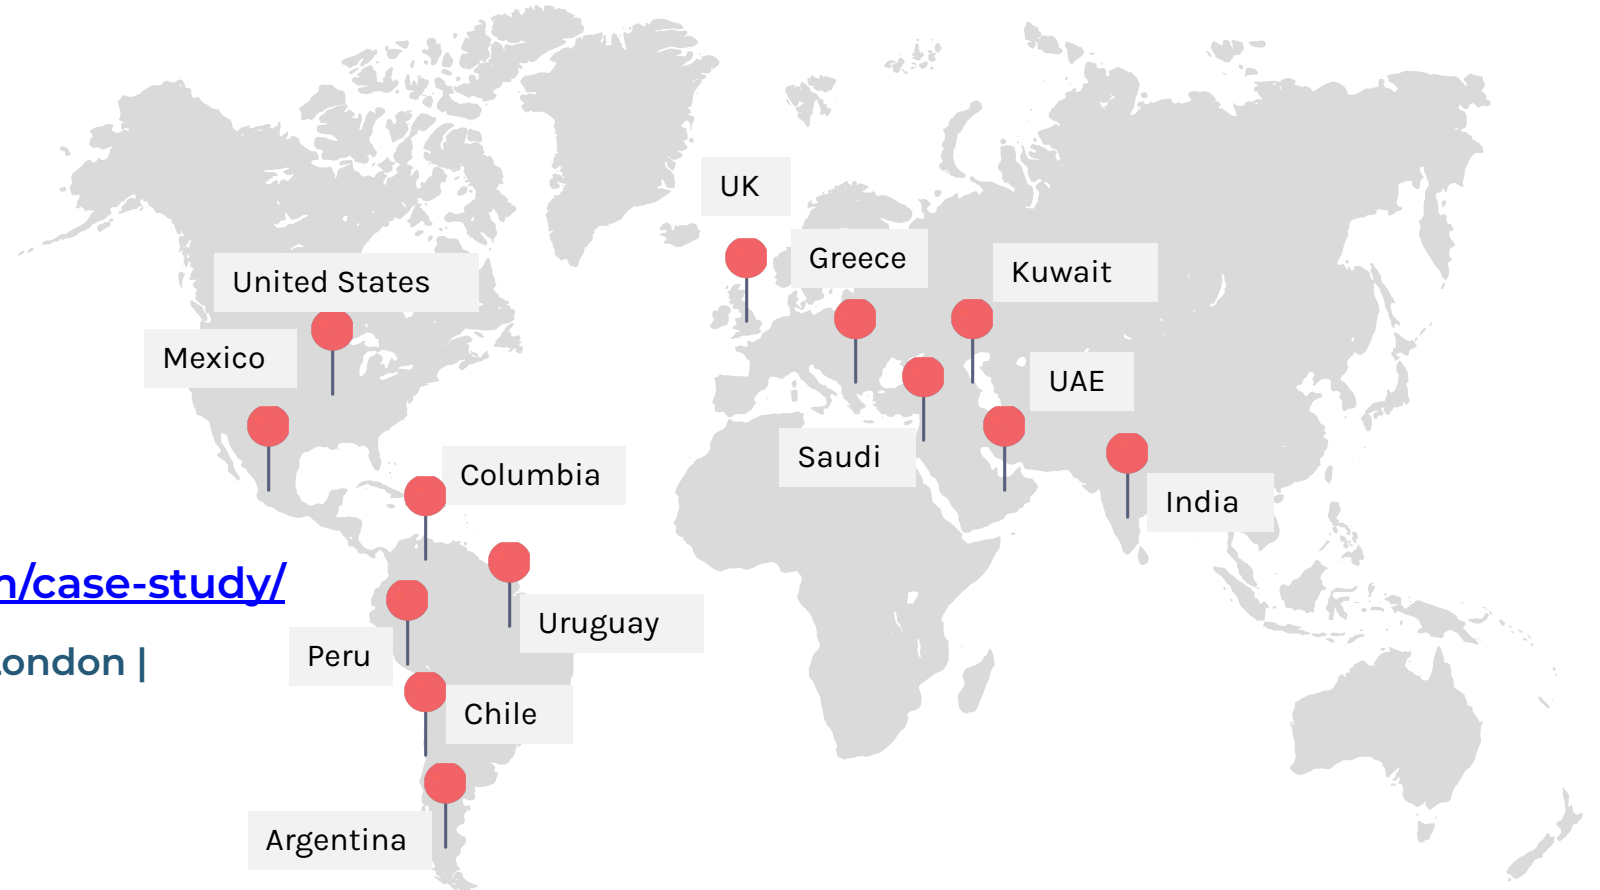 UK
Greece
Kuwait
United States
Mexico
UAE
Saudi
Columbia
India
n/case-study/
Uruguay
Peru
ondon |
Chile
Argentina